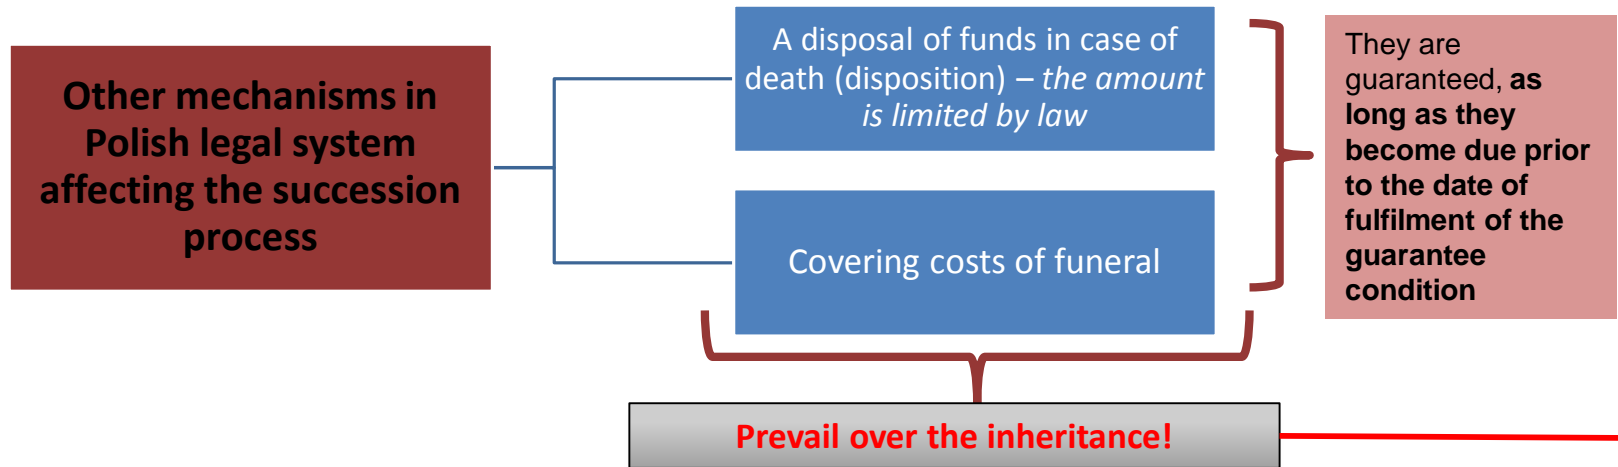 Other mechanisms in
Polish legal system
affecting the succession
process
A disposal of funds in case of
death (disposition) – the amount
is limited by law
Covering costs of funeral
They are
guaranteed, as
long as they
become due prior
to the date of
fulfilment of the
guarantee
condition
Prevail over the inheritance!